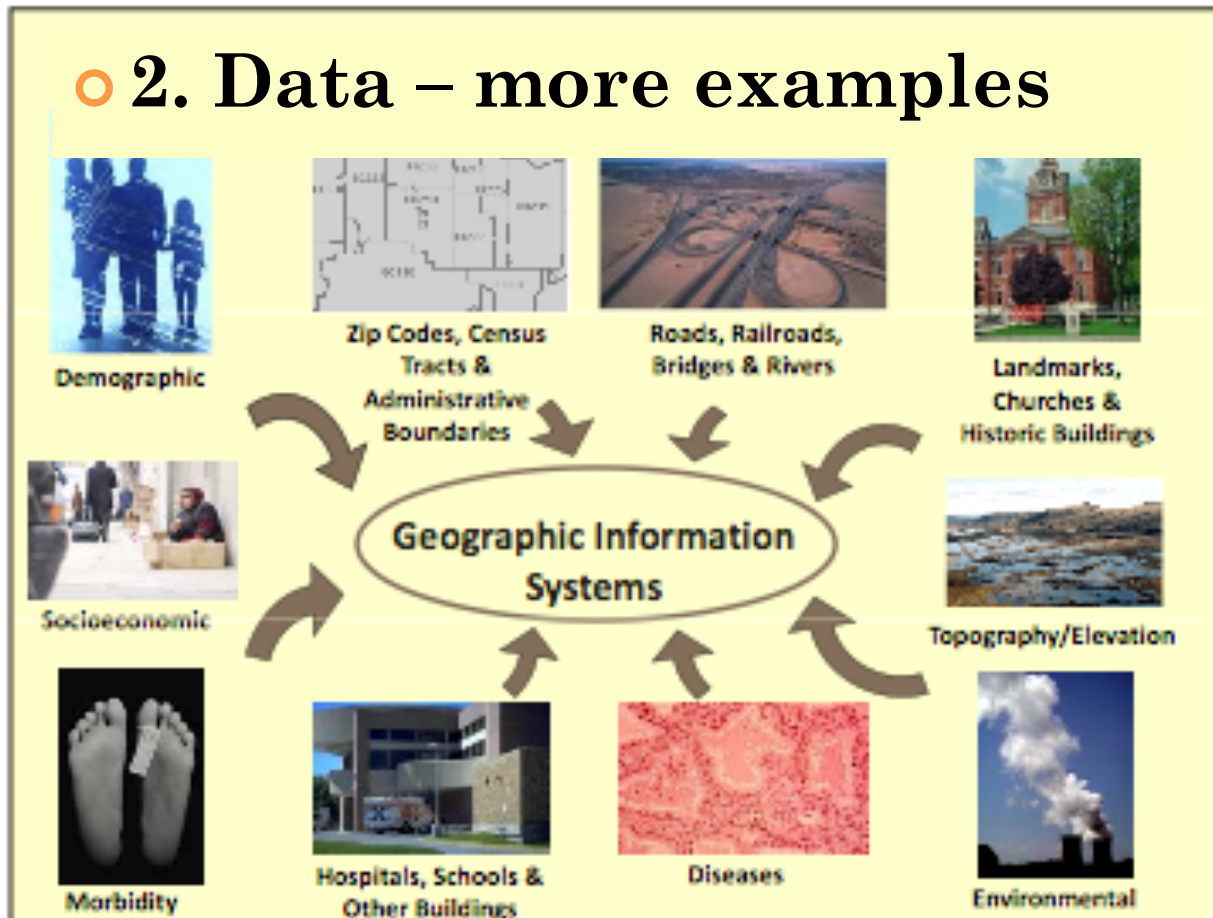 2. Data – more examples
Demographic
Zip Codes, Census
Tracts &
Administrative
Boundaries
Roads, Railroads,
Bridges & Rivers
Landmarks,
Churches &
Historic Buildings
Geographic Information
Systems
Socioeconomic
Topography/Elevation
Morbidity
Hospitals, Schools &
Other Buildings
Diseases
Environmental